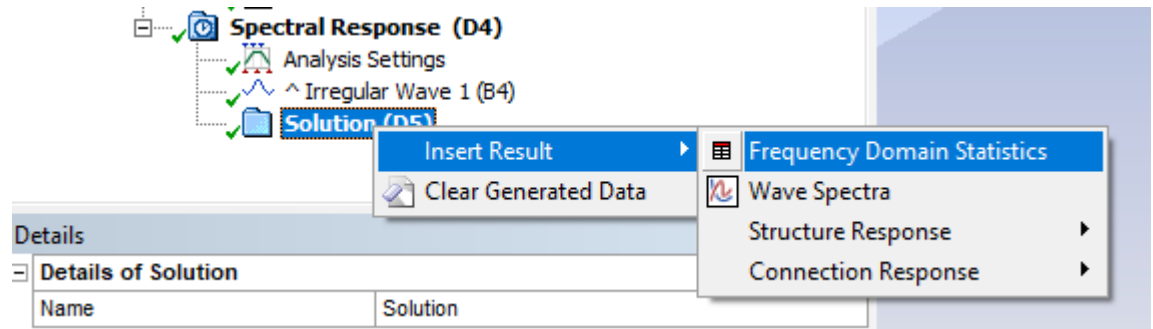 Spectral Response (D4)
Analysis Settings
^ Irregular Wave 1 (B4)
Solution (D5)
Insert Result
Clear Generated Data
Frequency Domain Statistics
Wave Spectra
Structure Response
Connection Response
Details
Details of Solution
Name Solution